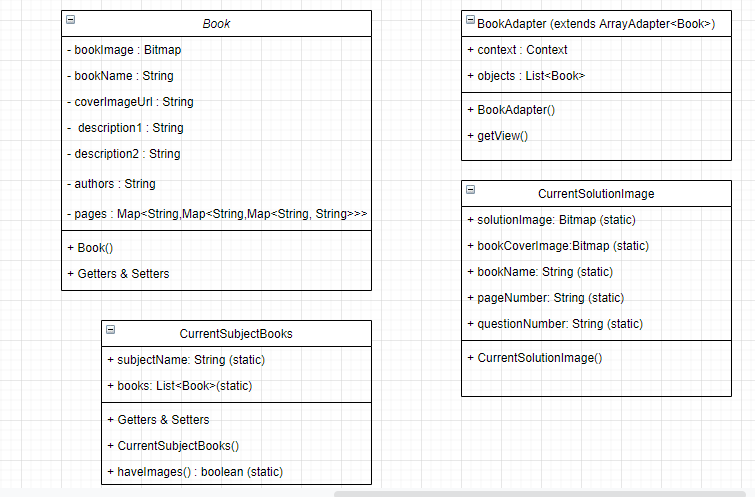 Book
- bookImage : Bitmap
- bookName : String
- coverImageUrl : String
- description1 : String
- description2 : String
- authors : String
- pages : Map<String,Map<String,Map<String, String>>>
+ Book()
+ Getters & Setters
BookAdapter (extends ArrayAdapter<Book>)
+ context : Context
+ objects : List<Book>
+ BookAdapter()
+ getView()
CurrentSolutionImage
+ solutionImage: Bitmap (static)
+ bookCoverImage:Bitmap (static)
+ bookName: String (static)
+ pageNumber: String (static)
+ questionNumber: String (static)
+ CurrentSolutionImage()
CurrentSubjectBooks
+ subjectName: String (static)
+ books: List<Book>(static)
+ Getters & Setters
+ CurrentSubjectBooks()
+ haveImages() : boolean (static)